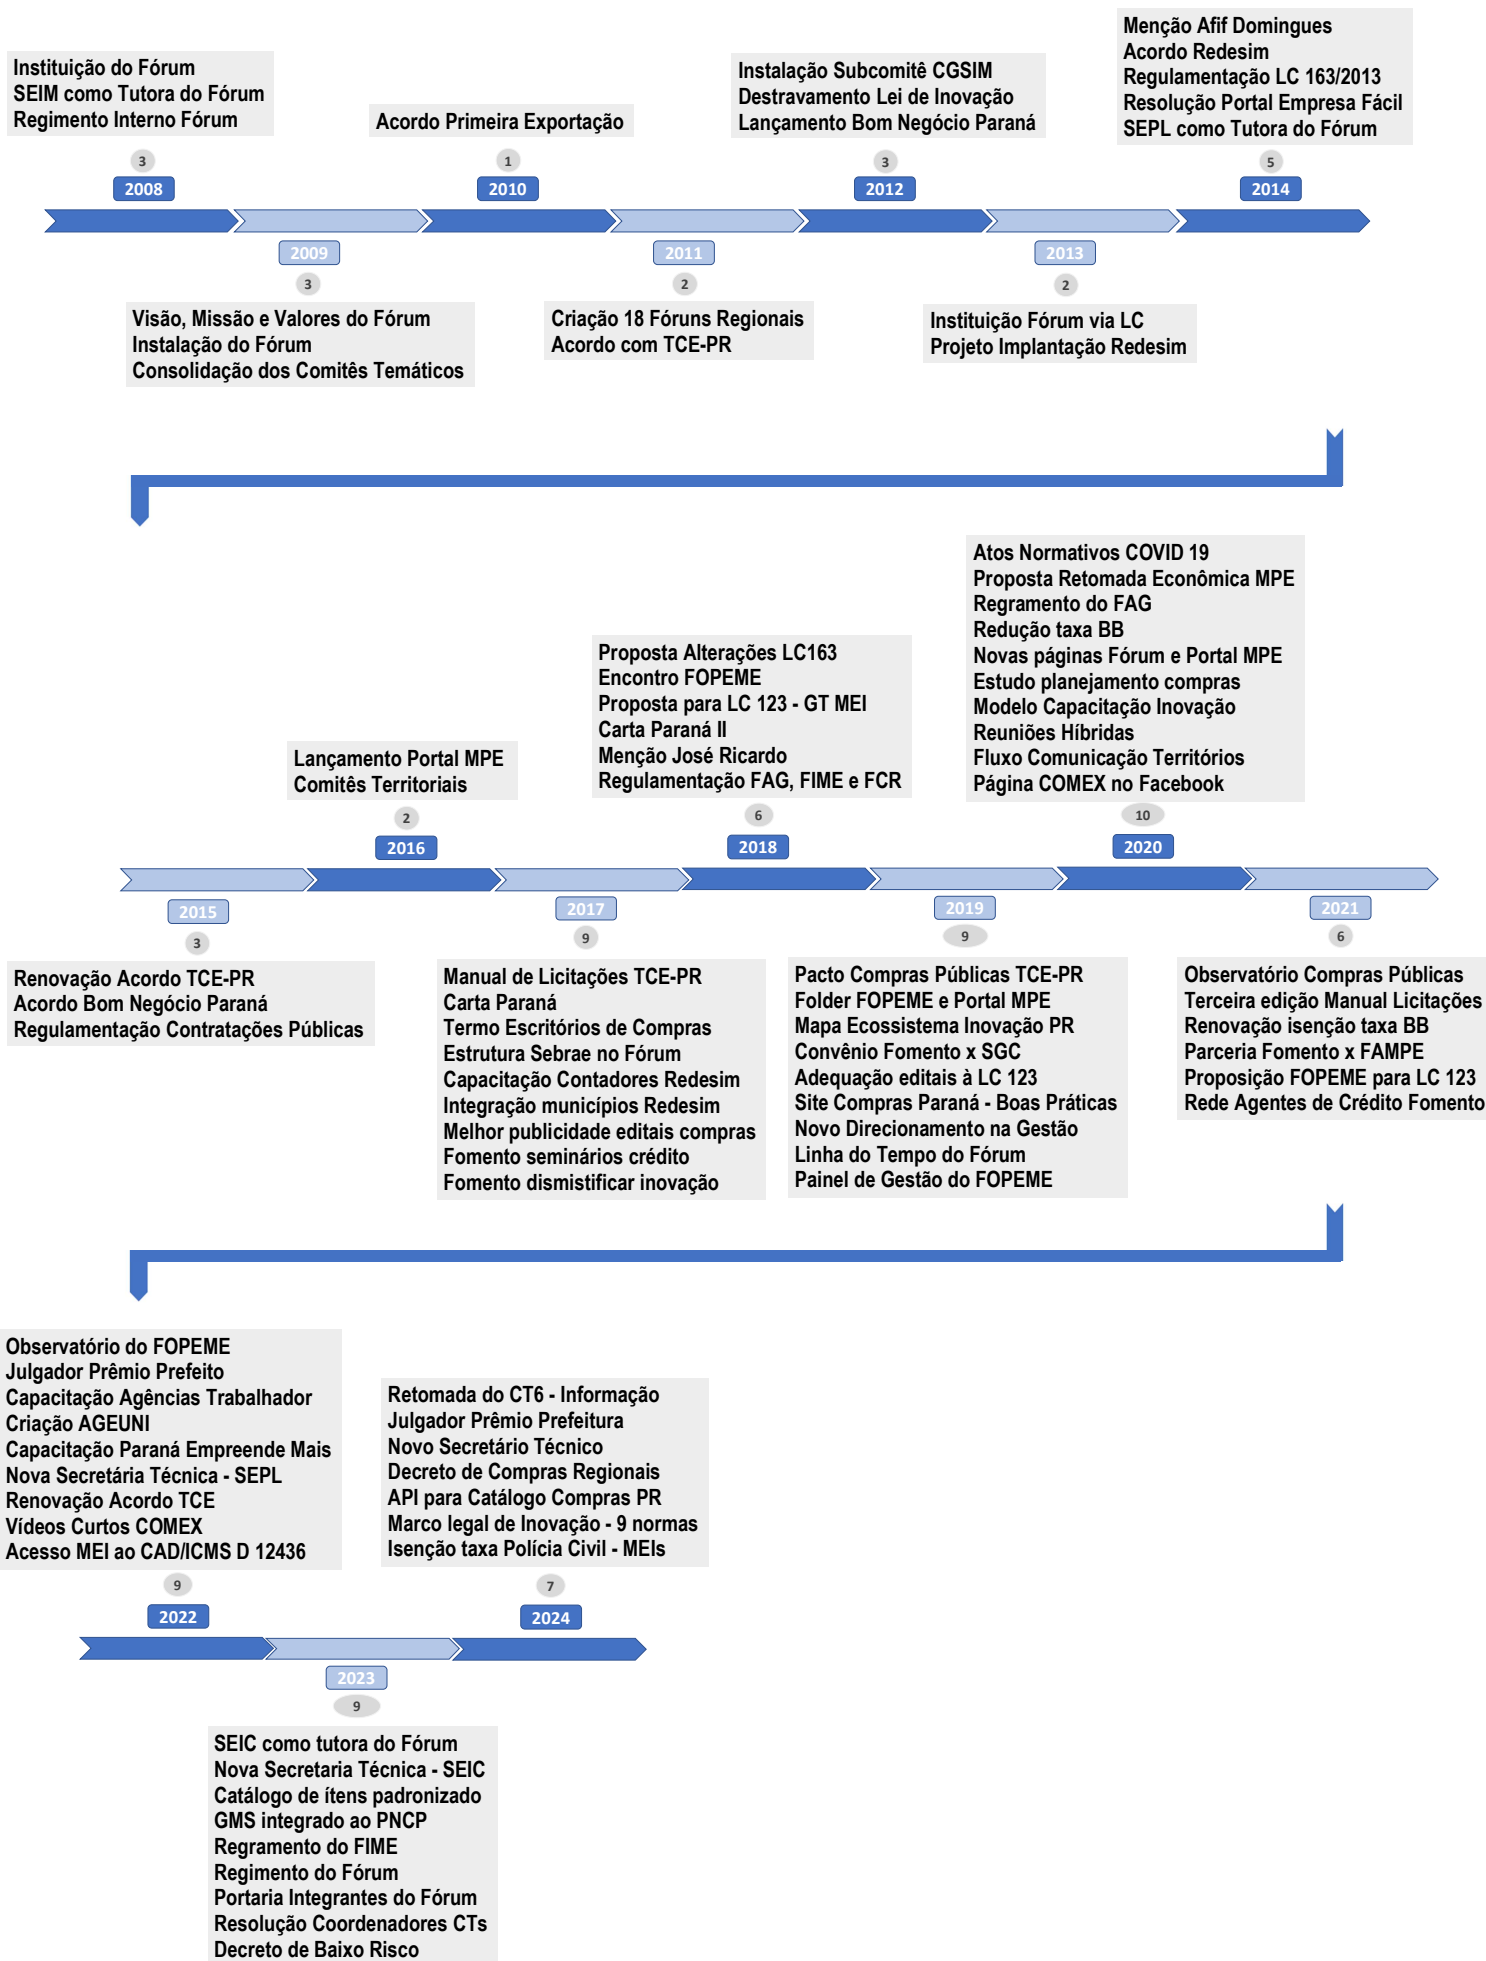 Instituição do Fórum
SEIM como Tutora do Fórum
Regimento Interno Fórum
3
2008
2009
3
Visão, Missão e Valores do Fórum
Instalação do Fórum
Consolidação dos Comitês Temáticos
Acordo Primeira Exportação
1
2010
2011
2
Criação 18 Fóruns Regionais
Acordo com TCE-PR
Instalação Subcomitê CGSIM
Destravamento Lei de Inovação
Lançamento Bom Negócio Paraná
3
2012
2013
2
Instituição Fórum via LC
Projeto Implantação Redesim
Menção Afif Domingues
Acordo Redesim
Regulamentação LC 163/2013
Resolução Portal Empresa Fácil
SEPL como Tutora do Fórum
5
2014
2015
3
Renovação Acordo TCE-PR
Acordo Bom Negócio Paraná
Regulamentação Contratações Públicas
Lançamento Portal MPE
Comitês Territoriais
2
2016
2017
9
Manual de Licitações TCE-PR
Carta Paraná
Termo Escritórios de Compras
Estrutura Sebrae no Fórum
Capacitação Contadores Redesim
Integração municípios Redesim
Melhor publicidade editais compras
Fomento seminários crédito
Fomento dismistificar inovação
Proposta Alterações LC163
Encontro FOPEME
Proposta para LC 123 - GT MEI
Carta Paraná II
Menção José Ricardo
Regulamentação FAG, FIME e FCR
6
2018
2019
9
Pacto Compras Públicas TCE-PR
Folder FOPEME e Portal MPE
Mapa Ecossistema Inovação PR
Convênio Fomento x SGC
Adequação editais à LC 123
Site Compras Paraná - Boas Práticas
Novo Direcionamento na Gestão
Linha do Tempo do Fórum
Painel de Gestão do FOPEME
Atos Normativos COVID 19
Proposta Retomada Econômica MPE
Regramento do FAG
Redução taxa BB
Novas páginas Fórum e Portal MPE
Estudo planejamento compras
Modelo Capacitação Inovação
Reuniões Híbridas
Fluxo Comunicação Territórios
Página COMEX no Facebook
10
2020
2021
6
Observatório Compras Públicas
Terceira edição Manual Licitações
Renovação isenção taxa BB
Parceria Fomento x FAMPE
Proposição FOPEME para LC 123
Rede Agentes de Crédito Fomento
Observatório do FOPEME
Julgador Prêmio Prefeito
Capacitação Agências Trabalhador
Criação AGEUNI
Capacitação Paraná Empreende Mais
Nova Secretária Técnica - SEPL
Renovação Acordo TCE
Vídeos Curtos COMEX
Acesso MEI ao CAD/ICMS D 12436
9
2022
2023
9
SEIC como tutora do Fórum
Nova Secretaria Técnica - SEIC
Catálogo de ítens padronizado
GMS integrado ao PNCP
Regramento do FIME
Regimento do Fórum
Portaria Integrantes do Fórum
Resolução Coordenadores CTs
Decreto de Baixo Risco
Retomada do CT6 - Informação
Julgador Prêmio Prefeitura
Novo Secretário Técnico
Decreto de Compras Regionais
API para Catálogo Compras PR
Marco legal de Inovação - 9 normas
Isenção taxa Polícia Civil - MEIs
7
2024